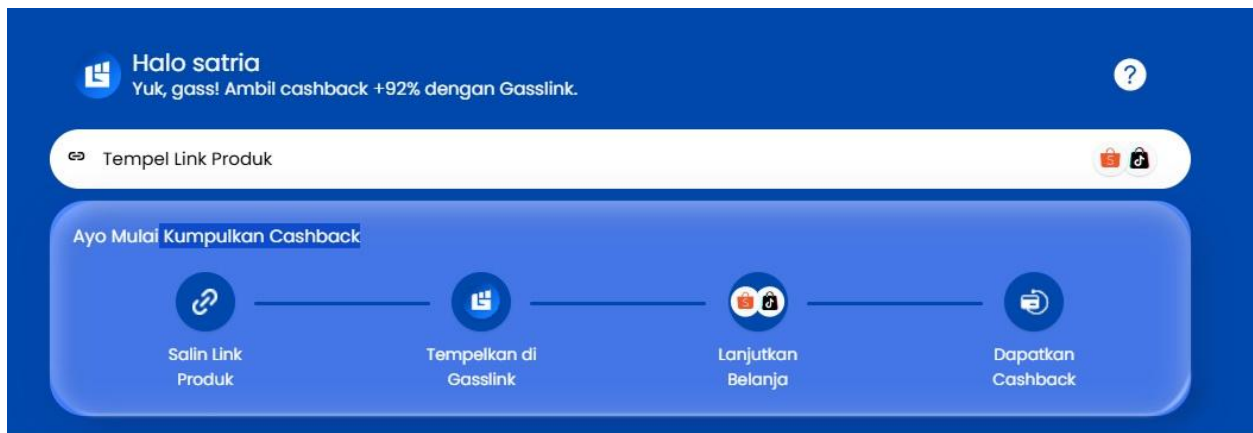 Halo satria
Yuk, gass! Ambil cashback +92% dengan Gasslink.
?
Tempel Link Produk
Ayo Mulai Kumpulkan Cashback
Salin Link
Produk
Tempelkan di
Gasslink
Lanjutkan
Belanja
Dapatkan
Cashback